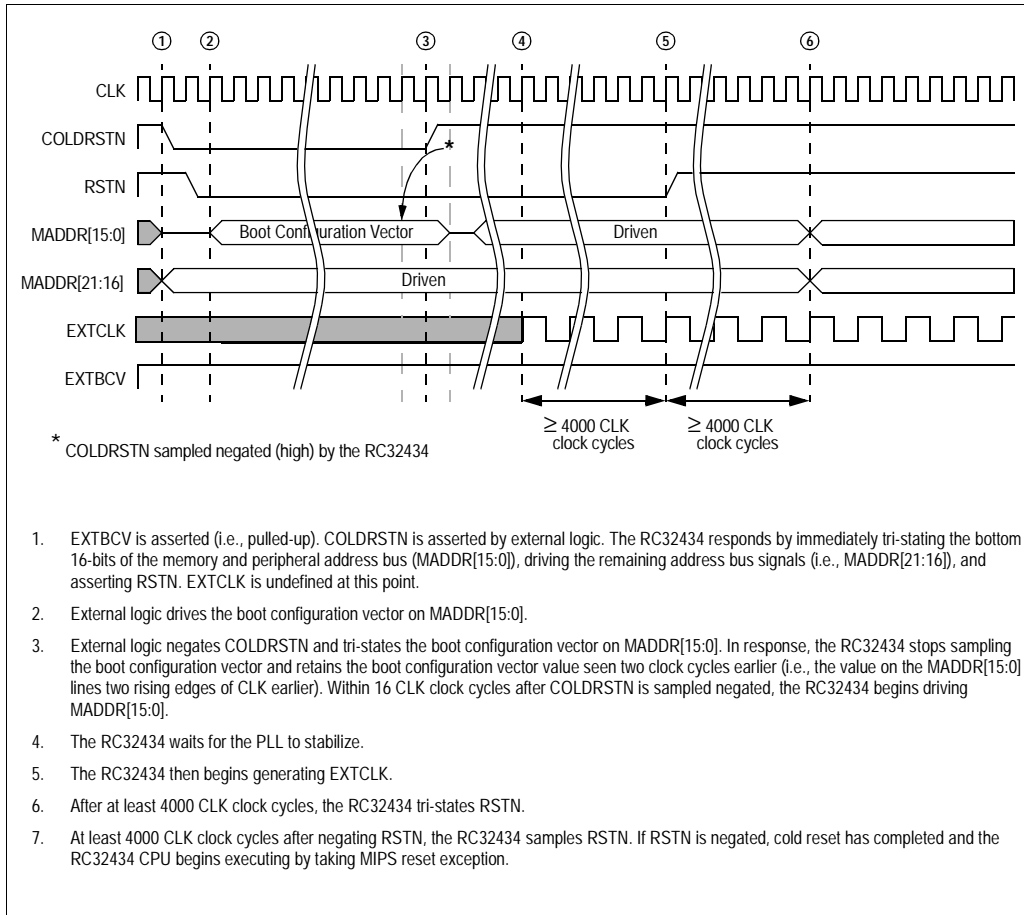 ① ② ③ ④ ⑤ ⑥
CLK
COLDRSTN
*
RSTN
MADDR[15:0] Boot Configuration Vector Driven
MADDR[21:16] Driven
EXTCLK
EXTBCV
≥ 4000 CLK clock cycles
≥ 4000 CLK clock cycles
* COLDRSTN sampled negated (high) by the RC32434
1. EXTBCV is asserted (i.e., pulled-up). COLDRSTN is asserted by external logic. The RC32434 responds by immediately tri-stating the bottom
16-bits of the memory and peripheral address bus (MADDR[15:0]), driving the remaining address bus signals (i.e., MADDR[21:16]), and
asserting RSTN. EXTCLK is undefined at this point.
2. External logic drives the boot configuration vector on MADDR[15:0].
3. External logic negates COLDRSTN and tri-states the boot configuration vector on MADDR[15:0]. In response, the RC32434 stops sampling
the boot configuration vector and retains the boot configuration vector value seen two clock cycles earlier (i.e., the value on the MADDR[15:0]
lines two rising edges of CLK earlier). Within 16 CLK clock cycles after COLDRSTN is sampled negated, the RC32434 begins driving
MADDR[15:0].
4. The RC32434 waits for the PLL to stabilize.
5. The RC32434 then begins generating EXTCLK.
6. After at least 4000 CLK clock cycles, the RC32434 tri-states RSTN.
7. At least 4000 CLK clock cycles after negating RSTN, the RC32434 samples RSTN. If RSTN is negated, cold reset has completed and the
RC32434 CPU begins executing by taking MIPS reset exception.